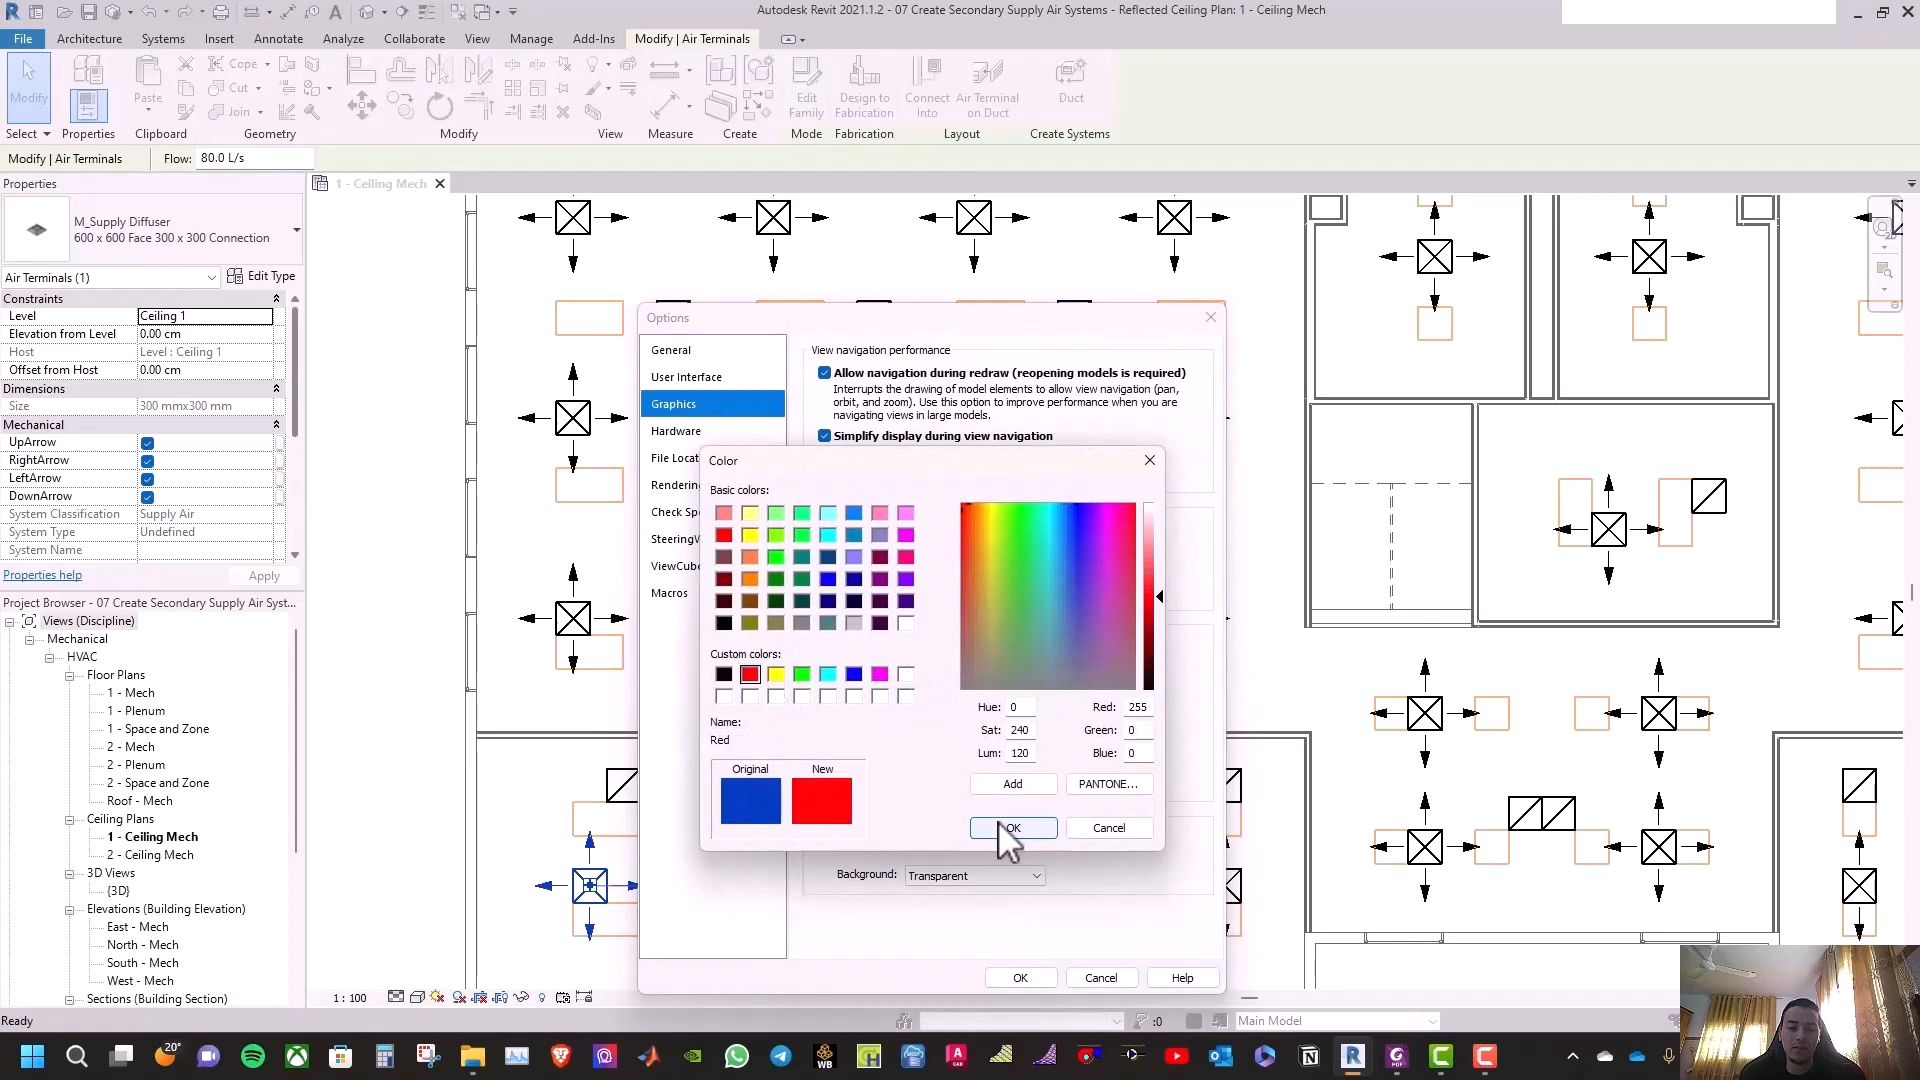 Autodesk Revit 2021.1.2 - 07 Create Secondary Supply Air Systems - Reflected Ceiling Plan: 1 - Ceiling Mech
File Architecture Systems Insert Annotate Analyze Collaborate View Manage Add-Ins Modify | Air Terminals
Cope
Cut
Join
Modify
Paste
Edit Family
Design to Fabrication
Connect Into
Air Terminal on Duct
Duct
Select Properties Clipboard Geometry Modify View Measure Create Mode Fabrication Layout Create Systems
Modify | Air Terminals Flow: 80.0 L/s
Properties
1 - Ceiling Mech
M_Supply Diffuser
600 x 600 Face 300 x 300 Connection
Air Terminals (1) Edit Type
Constraints
Level Ceiling 1
Elevation from Level 0.00 cm
Host Level : Ceiling 1
Offset from Host 0.00 cm
Dimensions
Size 300 mmx300 mm
Mechanical
UpArrow
RightArrow
LeftArrow
DownArrow
System Classification Supply Air
System Type Undefined
System Name
Properties help Apply
Project Browser - 07 Create Secondary Supply Air Syst...
Views (Discipline)
Mechanical
HVAC
Floor Plans
1 - Mech
1 - Plenum
1 - Space and Zone
2 - Mech
2 - Plenum
2 - Space and Zone
Roof - Mech
Ceiling Plans
1 - Ceiling Mech
2 - Ceiling Mech
3D Views
{3D}
Elevations (Building Elevation)
East - Mech
North - Mech
South - Mech
West - Mech
Sections (Building Section)
Options
General
User Interface
Graphics
Hardware
File Locat
Rendering
Check Spe
SteeringW
ViewCube
Macros
View navigation performance
Allow navigation during redraw (reopening models is required)
Interrupts the drawing of model elements to allow view navigation (pan,
orbit, and zoom). Use this option to improve performance when you are
navigating views in large models.
Simplify display during view navigation
Color
Basic colors:
Custom colors:
Name:
Red
Original New
Hue: 0 Red: 255
Sat: 240 Green: 0
Lum: 120 Blue: 0
Add PANTONE...
OK Cancel
Background: Transparent
OK Cancel Help
1 : 100
Ready
:0
Main Model
20°
WB